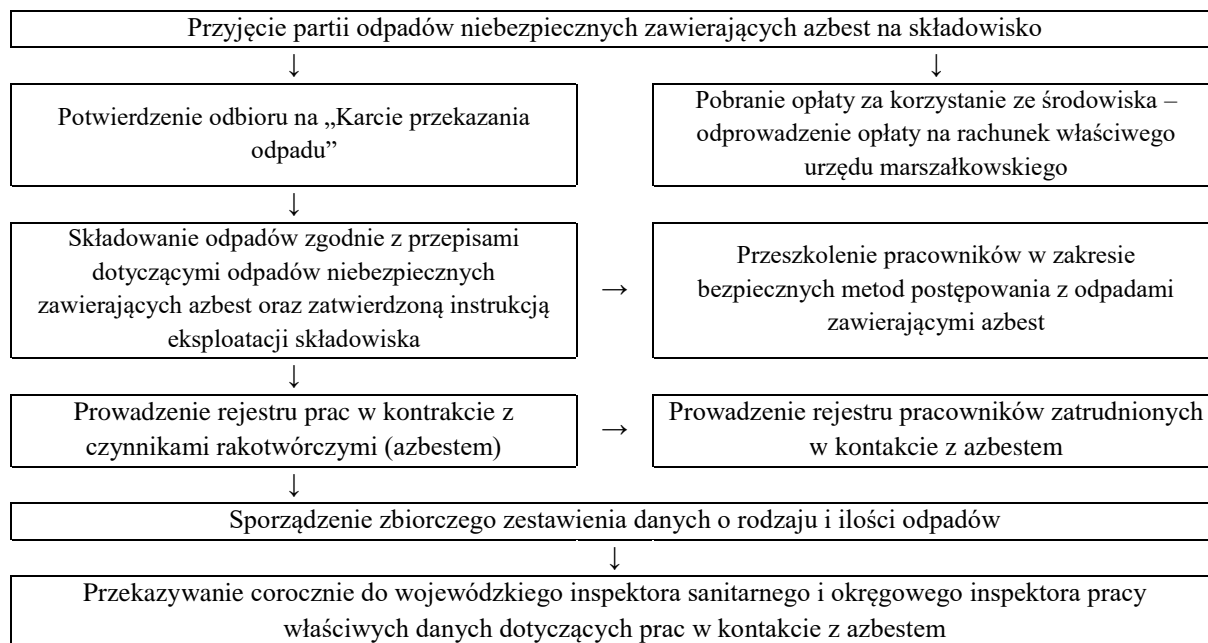 Przyjęcie partii odpadów niebezpiecznych zawierających azbest na składowisko
↓ ↓
Potwierdzenie odbioru na „Karcie przekazania
odpadu”
Pobranie opłaty za korzystanie ze środowiska –
odprowadzenie opłaty na rachunek właściwego
urzędu marszałkowskiego
↓
Składowanie odpadów zgodnie z przepisami
dotyczącymi odpadów niebezpiecznych
zawierających azbest oraz zatwierdzoną instrukcją
eksploatacji składowiska
→
Przeszkolenie pracowników w zakresie
bezpiecznych metod postępowania z odpadami
zawierającymi azbest
↓
Prowadzenie rejestru prac w kontrakcie z
czynnikami rakotwórczymi (azbestem)
→
Prowadzenie rejestru pracowników zatrudnionych
w kontakcie z azbestem
↓
Sporządzenie zbiorczego zestawienia danych o rodzaju i ilości odpadów
↓
Przekazywanie corocznie do wojewódzkiego inspektora sanitarnego i okręgowego inspektora pracy
właściwych danych dotyczących prac w kontakcie z azbestem